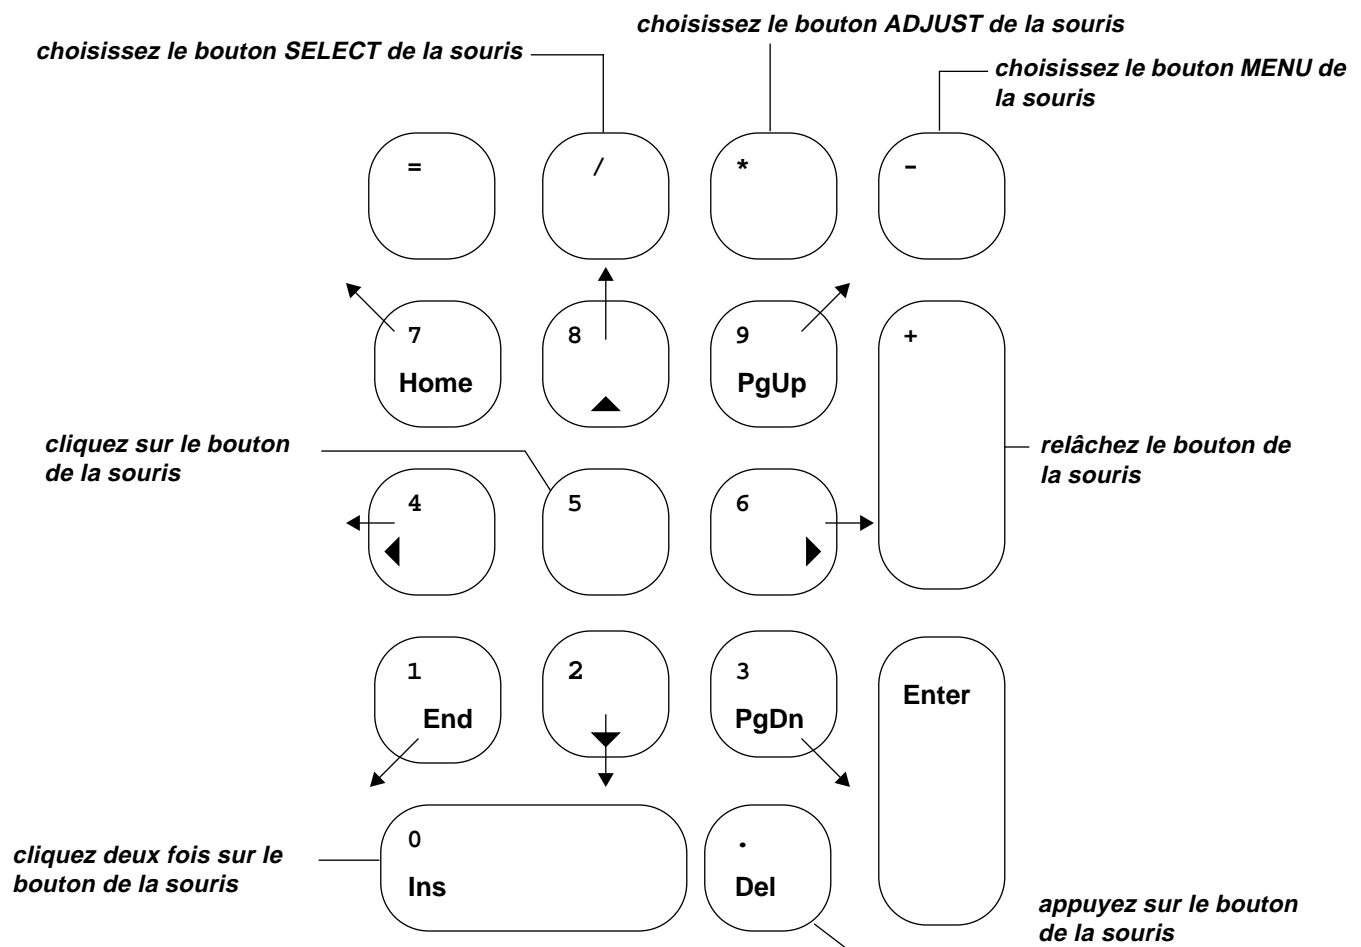 choisissez le bouton ADJUST de la souris
choisissez le bouton SELECT de la souris
choisissez le bouton MENU de
la souris
= / * -
7 8 9 +
Home PgUp
cliquez sur le bouton
de la souris
relâchez le bouton de
la souris
4 5 6
1 2 3
Enter
End PgDn
0 .
Ins Del
cliquez deux fois sur le
bouton de la souris
appuyez sur le bouton
de la souris